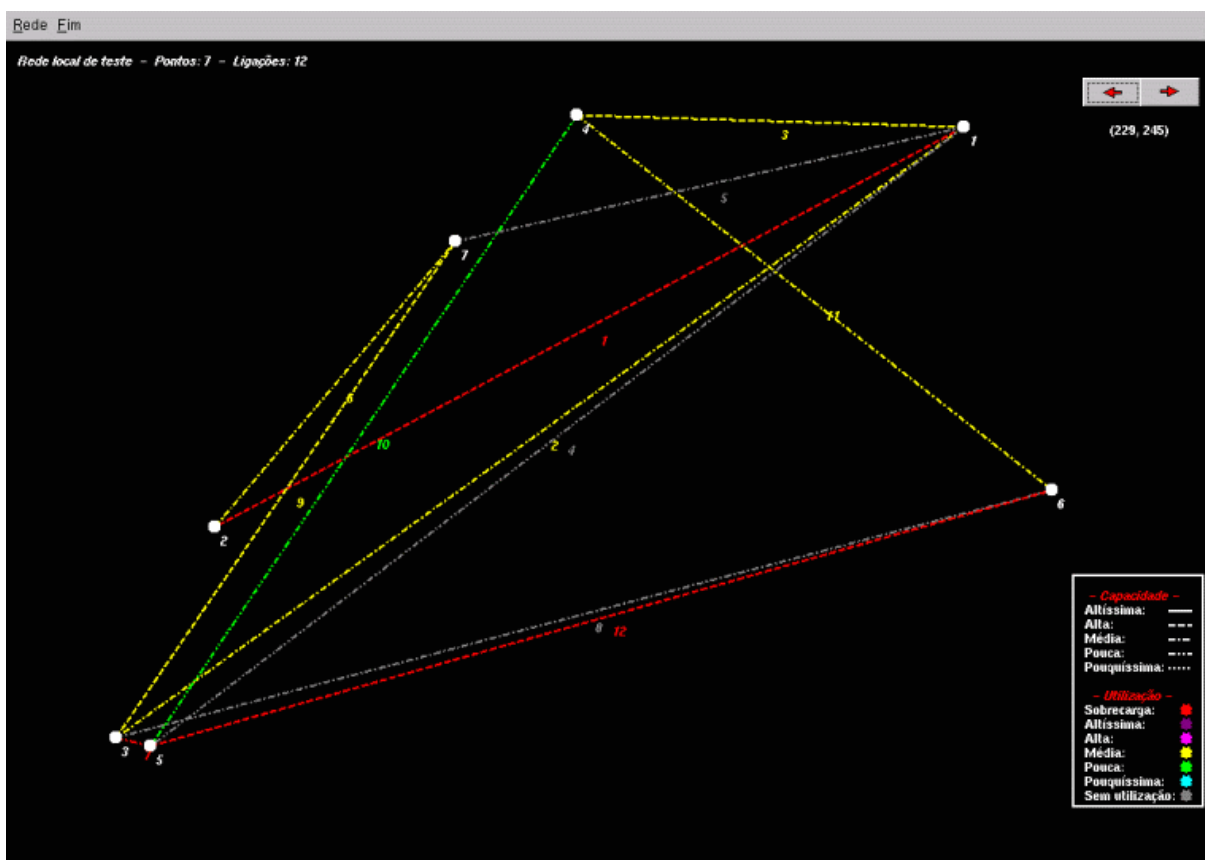 Rede Fim
Rede local de teste - Pontos: 7 - Ligações: 12
(229, 245)
4
3
1
5
7
1
11
6
10
2
4
9
2
6
8
12
3
7
5
- Capacidade -
Altíssima:
Alta:
Média:
Pouca:
Pouquíssima:
- Utilização -
Sobrecarga:
Altíssima:
Alta:
Média:
Pouca:
Pouquíssima:
Sem utilização: